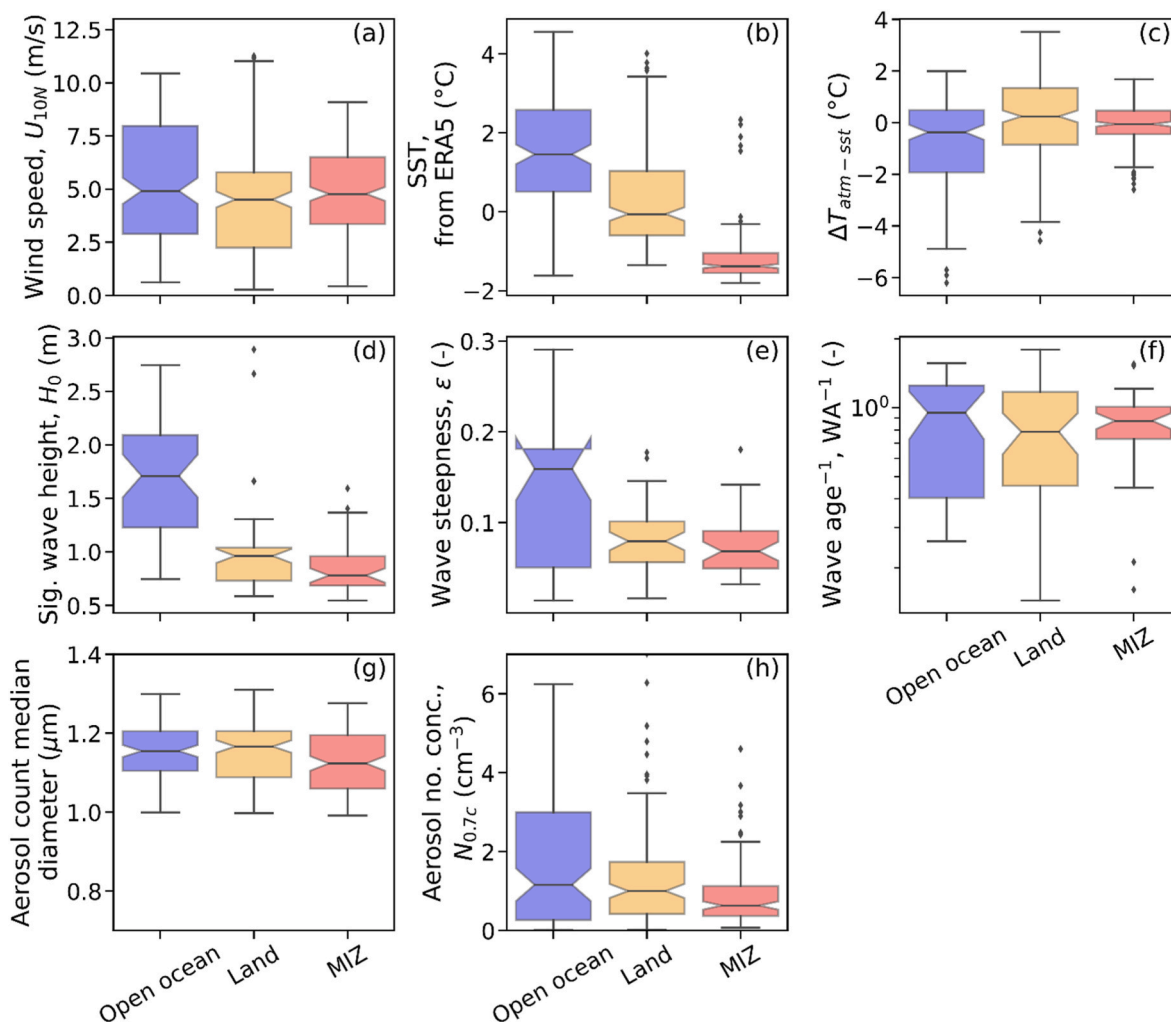 (a)
Wind speed, U10N (m/s)
12.5
10.0
7.5
5.0
2.5
0.0
(b)
SST,
from ERA5 (°C)
4
2
0
−2
(c)
ΔTatm−sst (°C)
4
2
0
−2
−4
−6
(d)
Sig. wave height, H0 (m)
3.0
2.5
2.0
1.5
1.0
0.5
(e)
Wave steepness, ε (-)
0.3
0.2
0.1
(f)
Wave age−1, WA−1 (-)
10^0
Open ocean
Land
MIZ
(g)
Aerosol count median
diameter (μm)
1.4
1.2
1.0
0.8
Open ocean
Land
MIZ
(h)
Aerosol no. conc.,
N0.7c (cm−3)
6
4
2
0
Open ocean
Land
MIZ